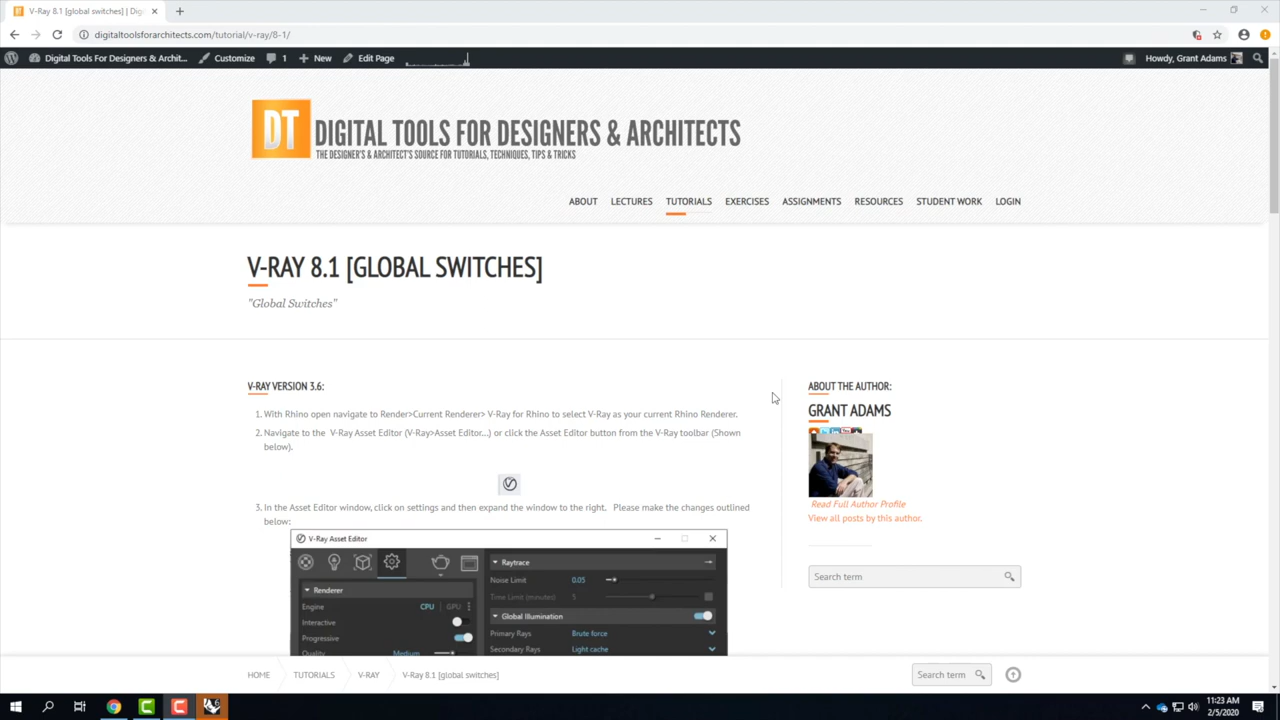 V-Ray 8.1 [global switches] | Digi
digitaltoolsforarchitects.com/tutorial/v-ray/8-1/
Digital Tools For Designers & Archit...
Customize
1
New
Edit Page
Howdy, Grant Adams
DT
DIGITAL TOOLS FOR DESIGNERS & ARCHITECTS
THE DESIGNER'S & ARCHITECT'S SOURCE FOR TUTORIALS, TECHNIQUES, TIPS & TRICKS
ABOUT LECTURES TUTORIALS EXERCISES ASSIGNMENTS RESOURCES STUDENT WORK LOGIN
V-RAY 8.1 [GLOBAL SWITCHES]
"Global Switches"
V-RAY VERSION 3.6:
1. With Rhino open navigate to Render>Current Renderer> V-Ray for Rhino to select V-Ray as your current Rhino Renderer.
2. Navigate to the V-Ray Asset Editor (V-Ray>Asset Editor...) or click the Asset Editor button from the V-Ray toolbar (Shown
below).
3. In the Asset Editor window, click on settings and then expand the window to the right. Please make the changes outlined
below:
V-Ray Asset Editor
Renderer
Engine CPU GPU
Interactive
Progressive
Quality Medium
Raytrace
Noise Limit 0.05
Time Limit (minutes) 5
Global Illumination
Primary Rays Brute force
Secondary Rays Light cache
ABOUT THE AUTHOR:
GRANT ADAMS
Read Full Author Profile
View all posts by this author.
Search term
HOME TUTORIALS V-RAY V-Ray 8.1 [global switches]
Search term
11:23 AM
2/5/2020